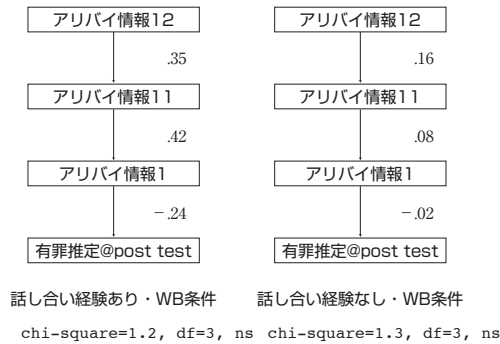 アリバイ情報12 アリバイ情報12
.35 .16
アリバイ情報11 アリバイ情報11
.42 .08
アリバイ情報1 アリバイ情報1
−.24 −.02
有罪推定@post test 有罪推定@post test
話し合い経験あり・WB条件 話し合い経験なし・WB条件
chi-square=1.2, df=3, ns chi-square=1.3, df=3, ns